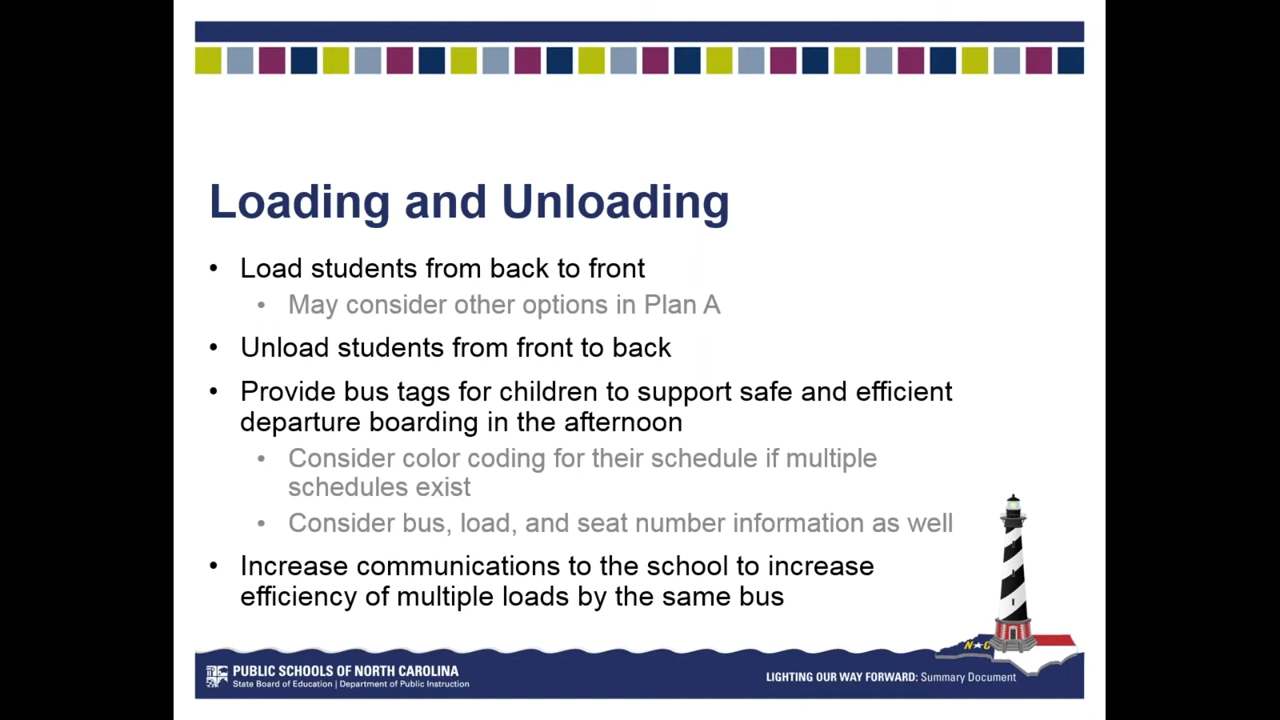 Loading and Unloading
• Load students from back to front
• May consider other options in Plan A
• Unload students from front to back
• Provide bus tags for children to support safe and efficient
departure boarding in the afternoon
• Consider color coding for their schedule if multiple
schedules exist
• Consider bus, load, and seat number information as well
• Increase communications to the school to increase
efficiency of multiple loads by the same bus
N★C
PUBLIC SCHOOLS OF NORTH CAROLINA
State Board of Education | Department of Public Instruction
LIGHTING OUR WAY FORWARD: Summary Document